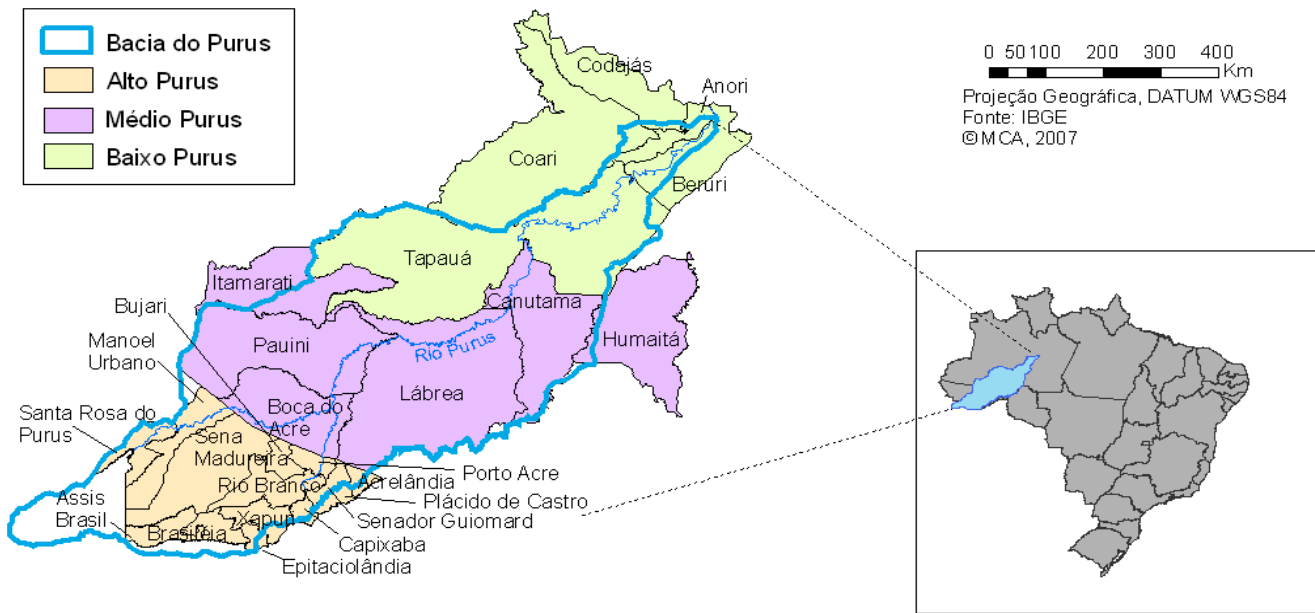 Bacia do Purus
Alto Purus
Médio Purus
Baixo Purus
0 50 100 200 300 400
Km
Projeção Geográfica, DATUM WGS84
Fonte: IBGE
©MCA, 2007
Codajás
Anori
Coari
Beruri
Tapauá
Itamarati
Canutama
Bujari
Humaitá
Manoel
Urbano
Pauini
Rio Purus
Lábrea
Boca do
Acre
Santa Rosa do
Purus
Sena
Madureira
Porto Acre
Acrelândia
Rio Branco
Plácido de Castro
Assis
Brasil
Xapuri
Senador Guiomard
Brasiléia
Capixaba
Epitaciolândia